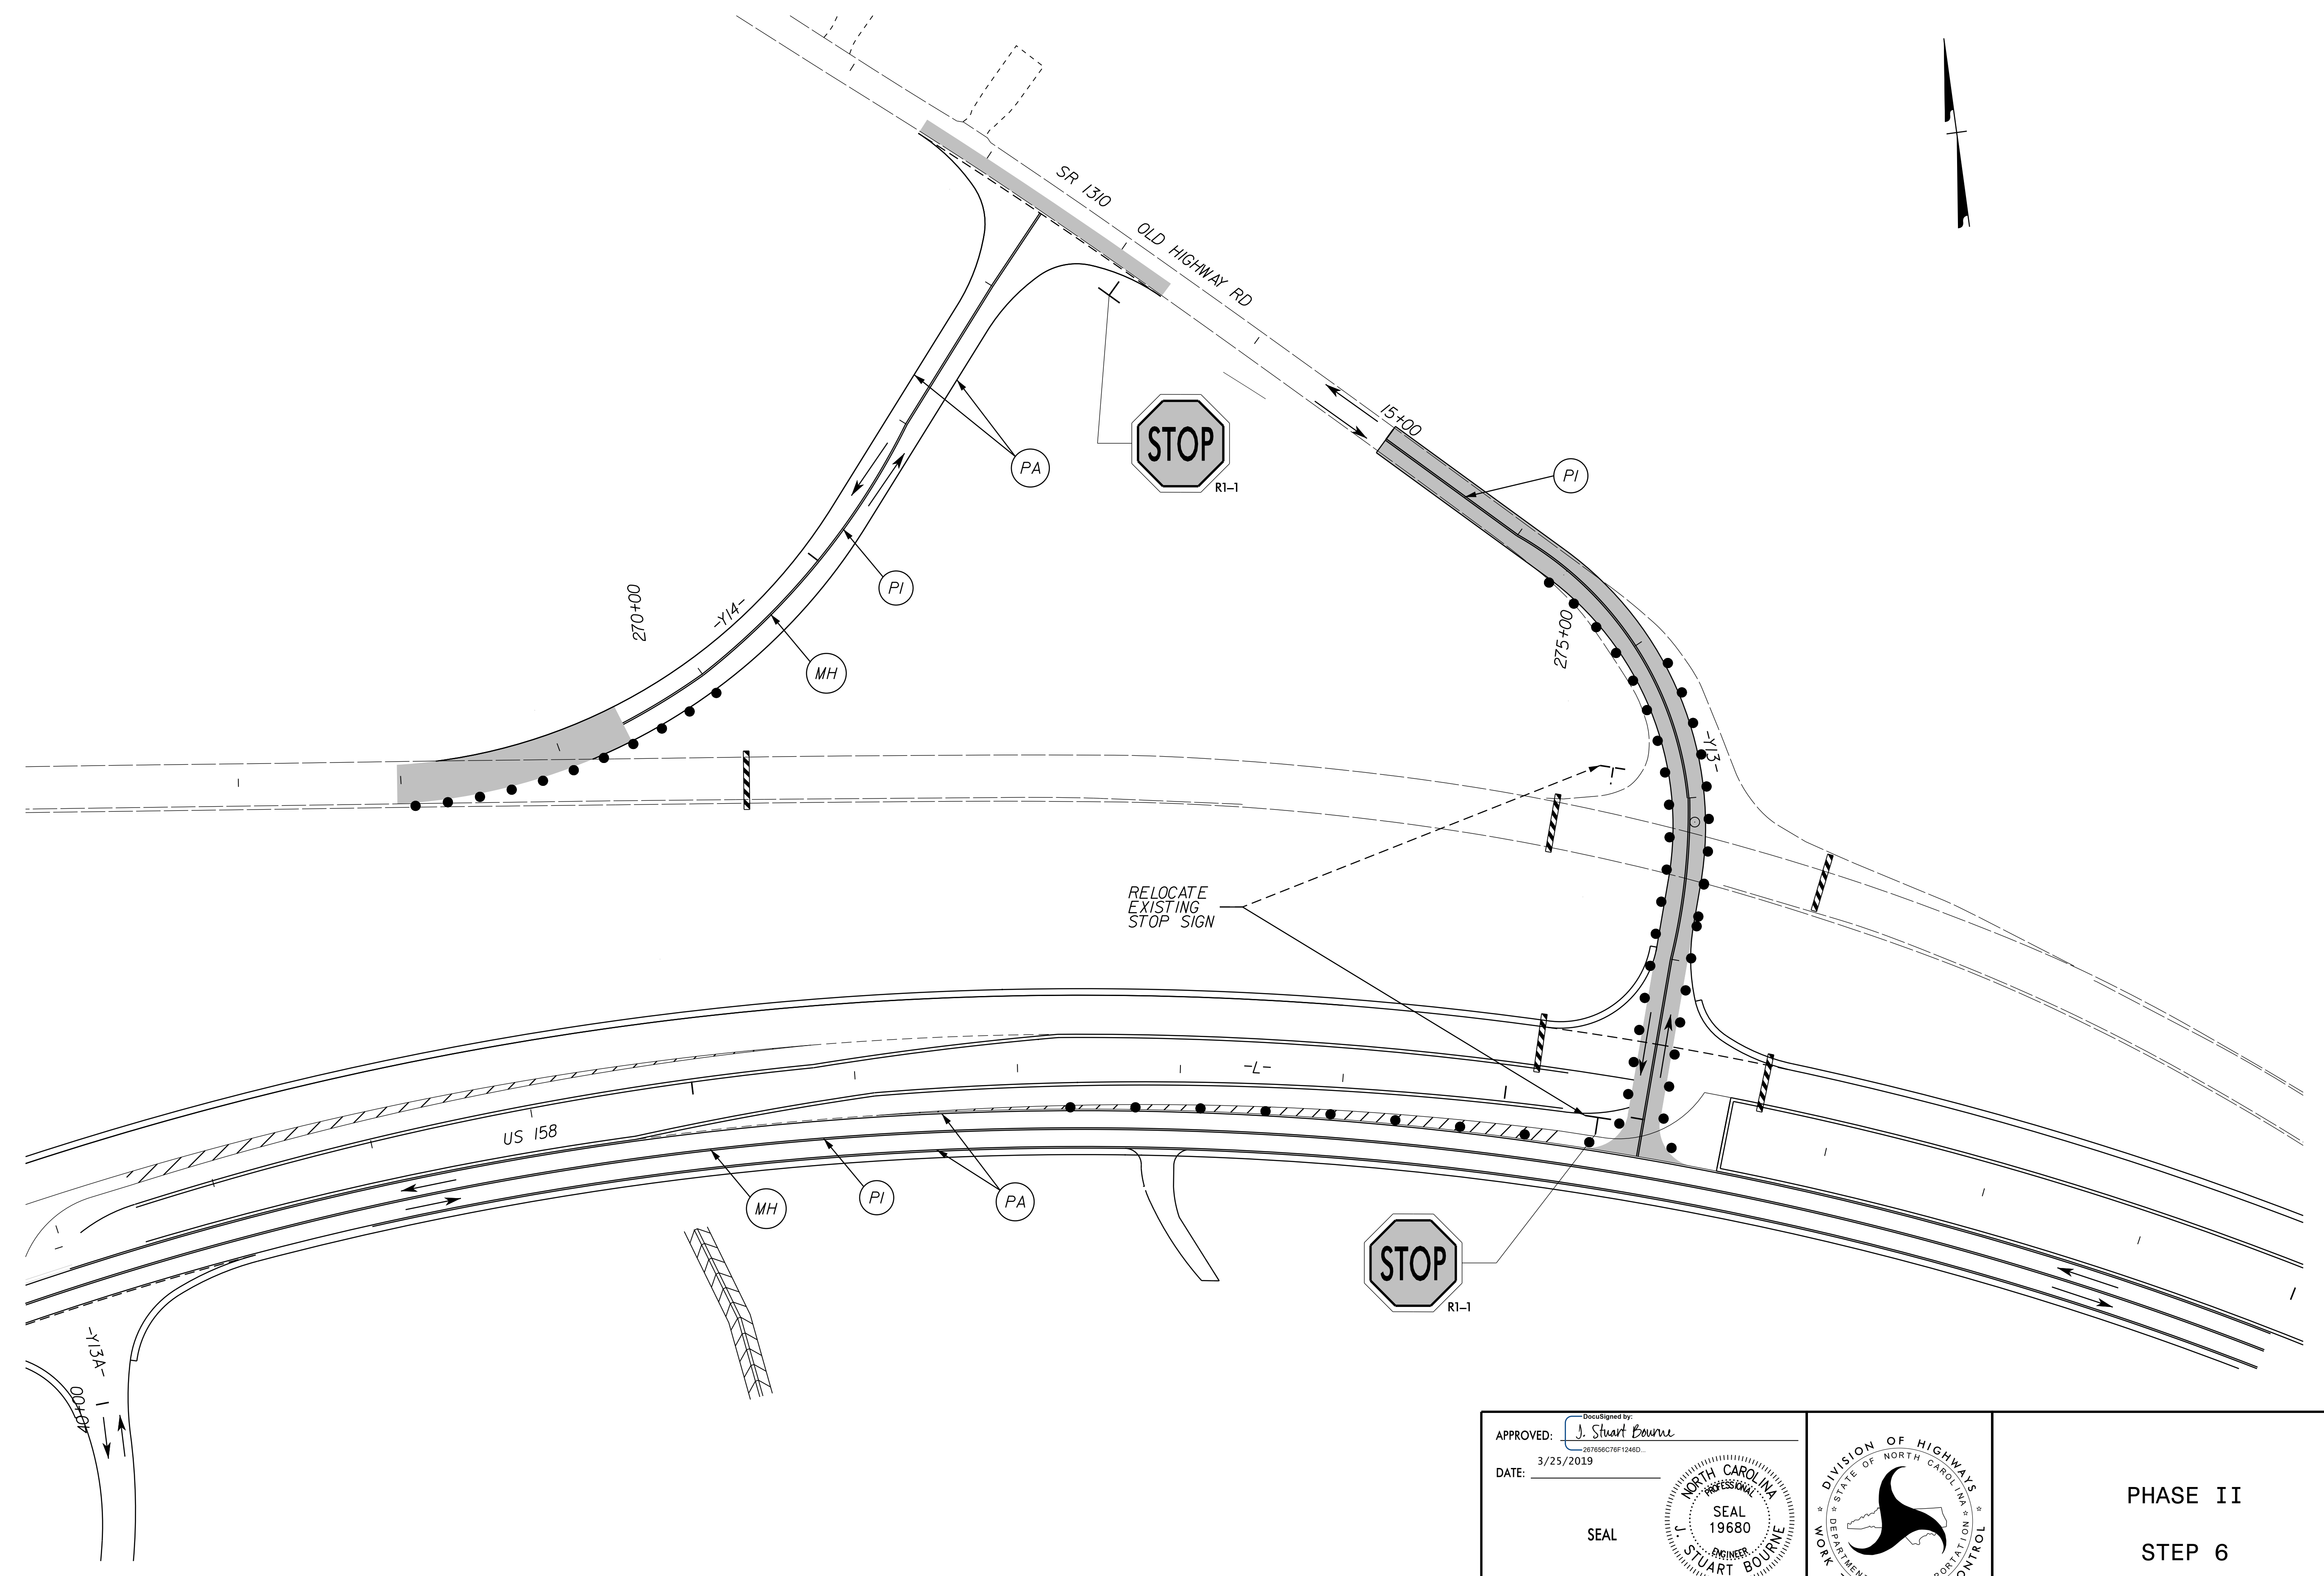 SR 1310
OLD HIGHWAY RD
15+00
PI
PA
STOP
R1-1
PI
270+00
-Y14-
275+00
MH
-Y13-
RELOCATE
EXISTING
STOP SIGN
-L-
US 158
MH
PI
PA
STOP
R1-1
-Y13A-
40+00
APPROVED:
DocuSigned by:
J. Stuart Bourne
267656C76F1246D...
DATE:
3/25/2019
SEAL
NORTH CAROLINA
PROFESSIONAL
SEAL
19680
ENGINEER
J. STUART BOURNE
DIVISION OF HIGHWAYS
STATE OF NORTH CAROLINA
WORK
PHASE II
STEP 6